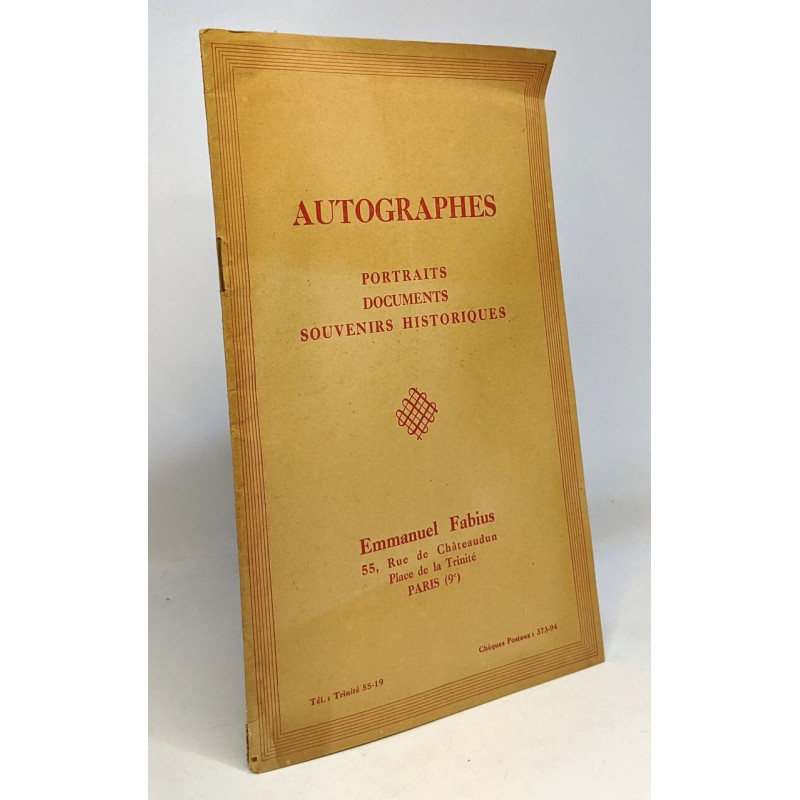 AUTOGRAPHES
PORTRAITS
DOCUMENTS
SOUVENIRS HISTORIQUES
Emmanuel Fabius
55, Rue de Châteaudun
Place de la Trinité
PARIS (9e)
Tél. : Trinité 55-19
Chèques Postaux : 373-94